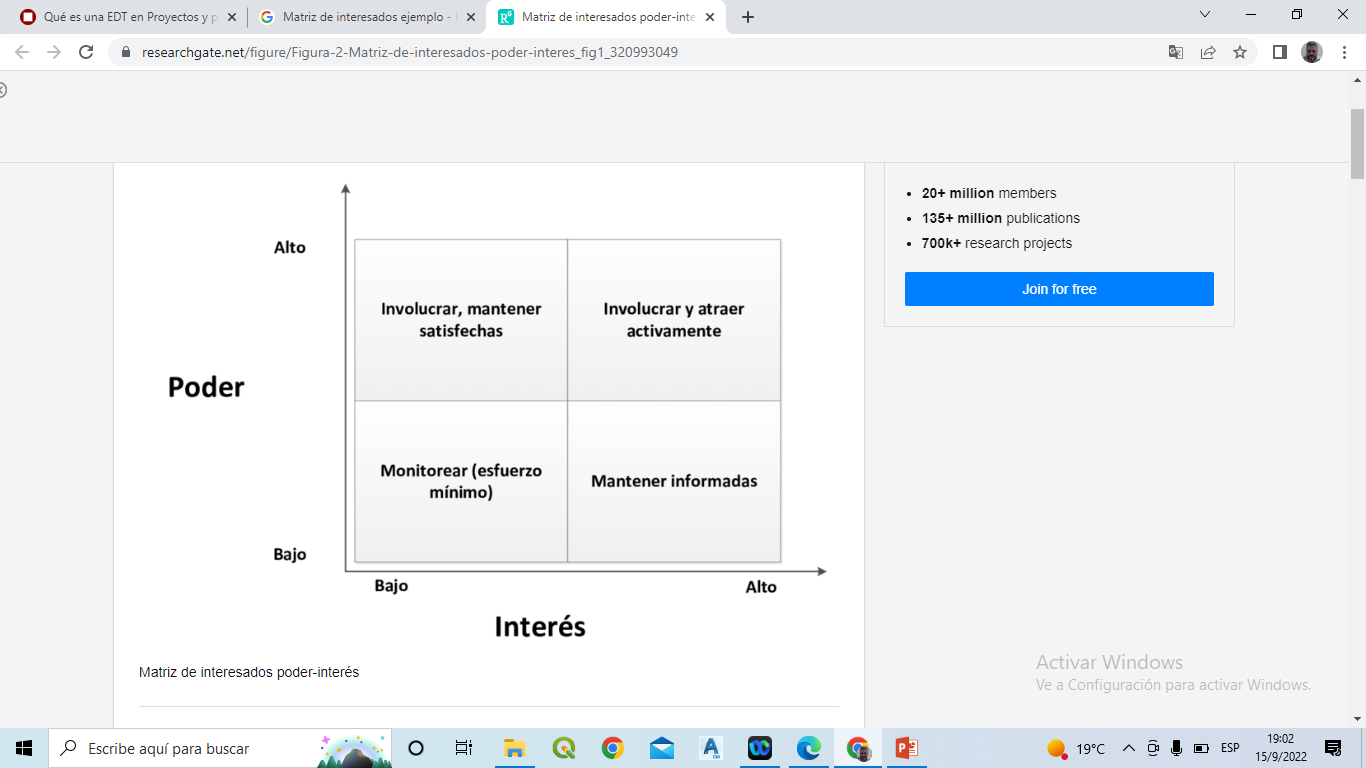 Qué es una EDT en Proyectos y p
Matriz de interesados ejemplo -
Matriz de interesados poder-inte
researchgate.net/figure/Figura-2-Matriz-de-interesados-poder-interes_fig1_320993049
20+ million members
135+ million publications
700k+ research projects
Join for free
Alto
Involucrar, mantener
satisfechas
Involucrar y atraer
activamente
Poder
Monitorear (esfuerzo
mínimo)
Mantener informadas
Bajo
Bajo
Alto
Interés
Matriz de interesados poder-interés
Activar Windows
Ve a Configuración para activar Windows.
Escribe aquí para buscar
19°C
ESP
19:02
15/9/2022